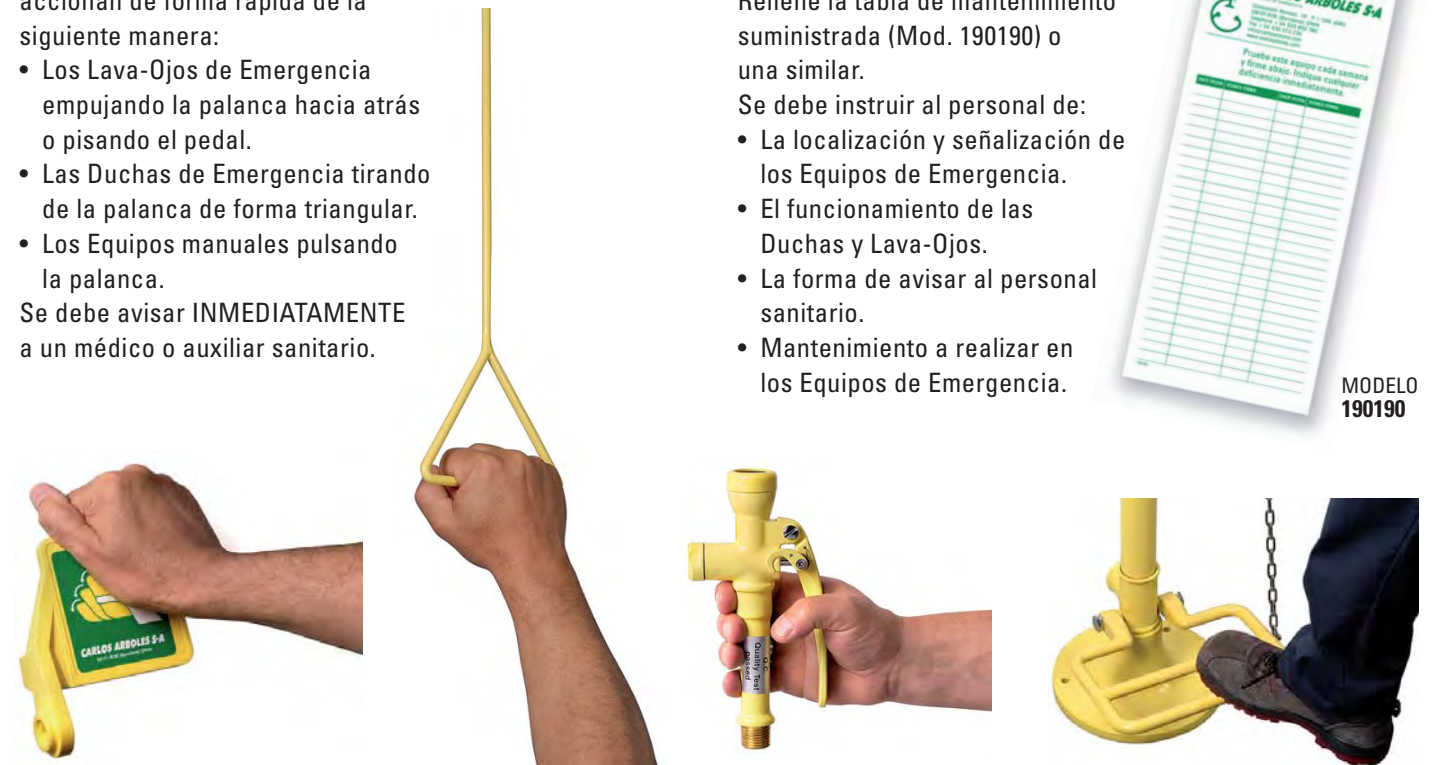 accionan de forma rápida de la
siguiente manera:
• Los Lava-Ojos de Emergencia
empujando la palanca hacia atrás
o pisando el pedal.
• Las Duchas de Emergencia tirando
de la palanca de forma triangular.
• Los Equipos manuales pulsando
la palanca.
Se debe avisar INMEDIATAMENTE
a un médico o auxiliar sanitario.
Rellene la tabla de mantenimiento
suministrada (Mod. 190190) o
una similar.
Se debe instruir al personal de:
• La localización y señalización de
los Equipos de Emergencia.
• El funcionamiento de las
Duchas y Lava-Ojos.
• La forma de avisar al personal
sanitario.
• Mantenimiento a realizar en
los Equipos de Emergencia.
ARBOLES S·A
Pruebe este equipo cada semana
y firme abajo. Indique cualquier
deficiencia inmediatamente.
MODELO
190190
CARLOS ARBOLES S·A
Q.C.
Quality Test
passed